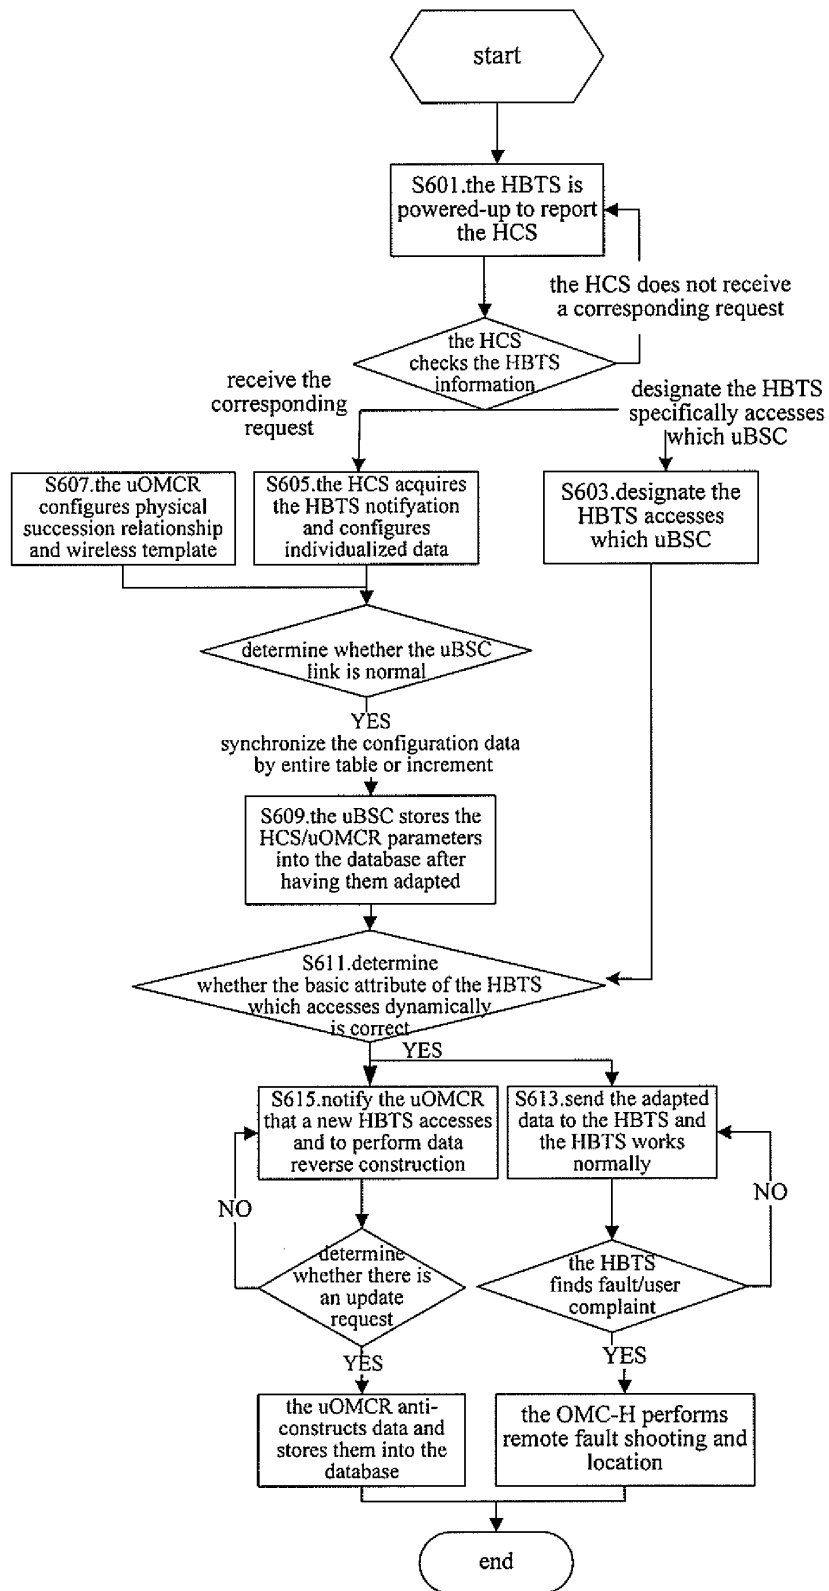 start
S601.the HBTS is
powered-up to report
the HCS
the HCS does not receive
a corresponding request
the HCS
checks the HBTS
information
receive the
corresponding
request
designate the HBTS
specifically accesses
which uBSC
S607.the uOMCR
configures physical
succession relationship
and wireless template
S605.the HCS acquires
the HBTS notifyation
and configures
individualized data
S603.designate the
HBTS accesses
which uBSC
determine whether the uBSC
link is normal
YES
synchronize the configuration data
by entire table or increment
S609.the uBSC stores the
HCS/uOMCR parameters
into the database after
having them adapted
S611.determine
whether the basic attribute of the HBTS
which accesses dynamically
is correct
YES
S615.notify the uOMCR
that a new HBTS accesses
and to perform data
reverse construction
S613.send the adapted
data to the HBTS and
the HBTS works
normally
NO
NO
determine
whether there is
an update
request
the HBTS
finds fault/user
complaint
YES
YES
the uOMCR anti-
constructs data and
stores them into the
database
the OMC-H performs
remote fault shooting and
location
end